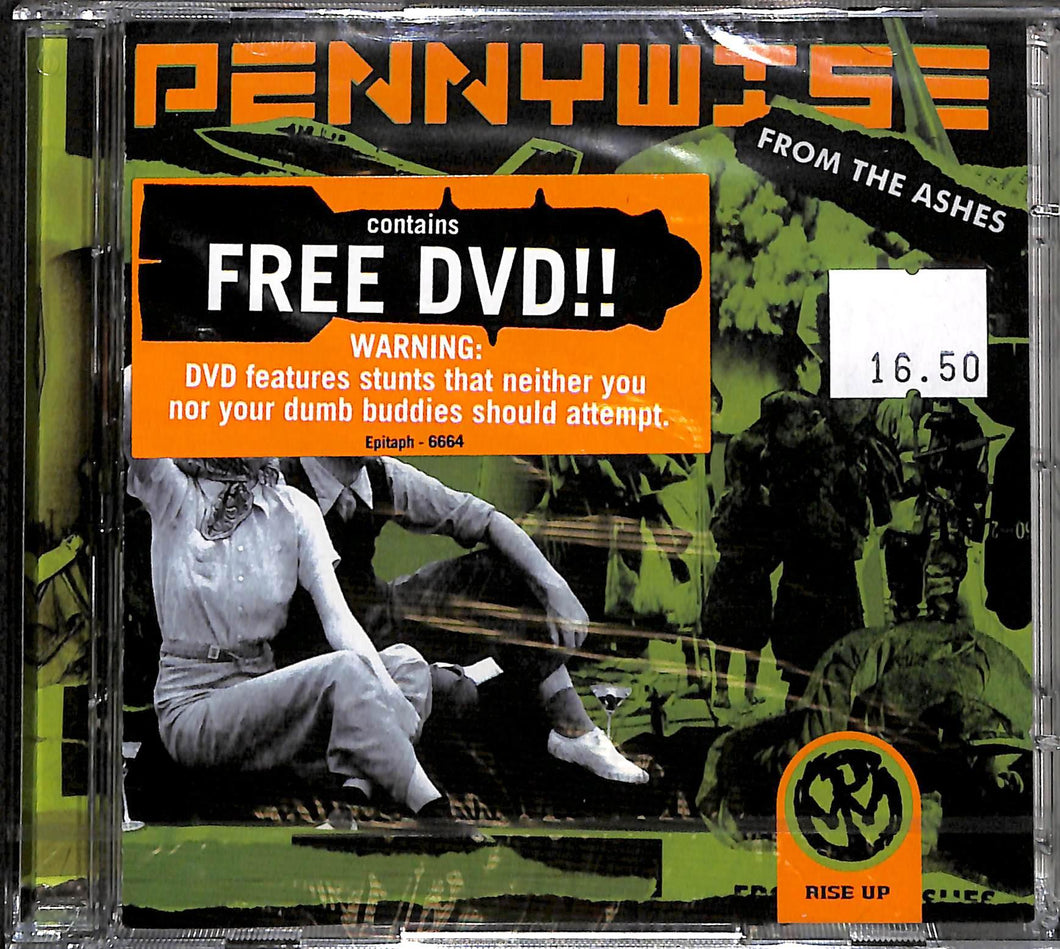 PENNYWISE
FROM THE ASHES
contains
FREE DVD!!
WARNING:
DVD features stunts that neither you
nor your dumb buddies should attempt.
Epitaph - 6664
16.50
RISE UP